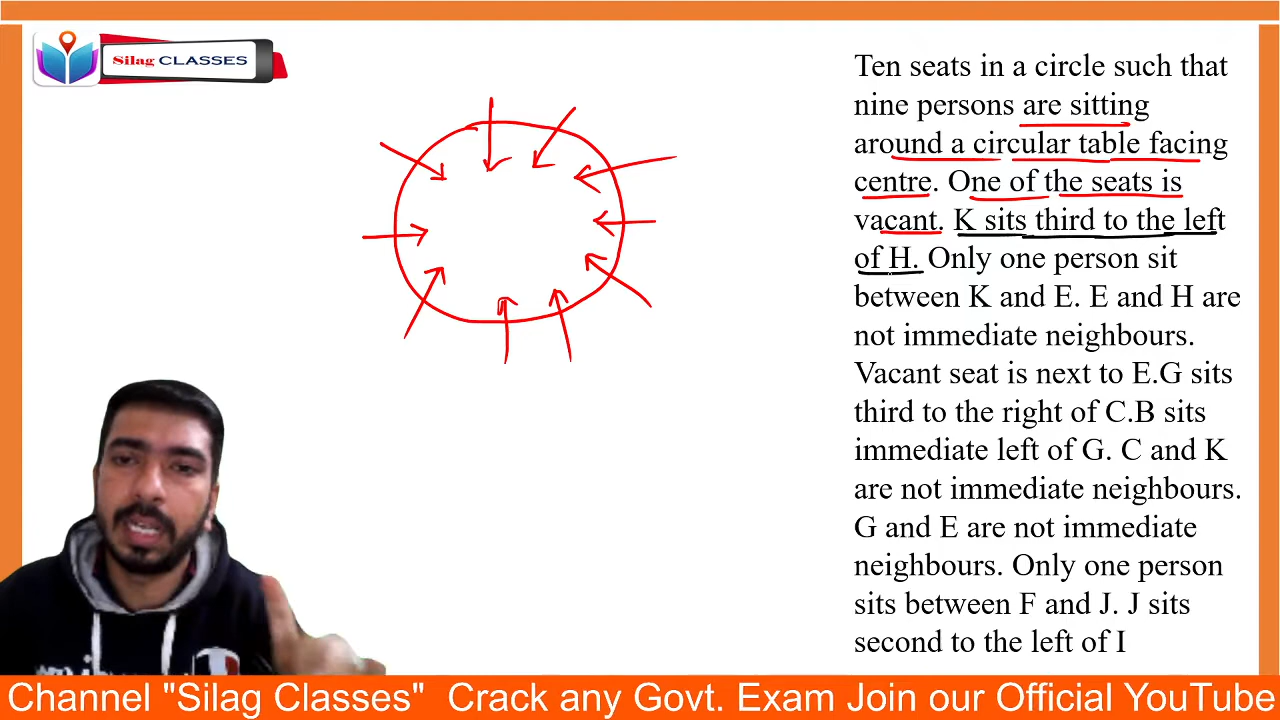 Silag CLASSES
Ten seats in a circle such that
nine persons are sitting
around a circular table facing
centre. One of the seats is
vacant. K sits third to the left
of H. Only one person sit
between K and E. E and H are
not immediate neighbours.
Vacant seat is next to E.G sits
third to the right of C.B sits
immediate left of G. C and K
are not immediate neighbours.
G and E are not immediate
neighbours. Only one person
sits between F and J. J sits
second to the left of I
Channel "Silag Classes" Crack any Govt. Exam Join our Official YouTube